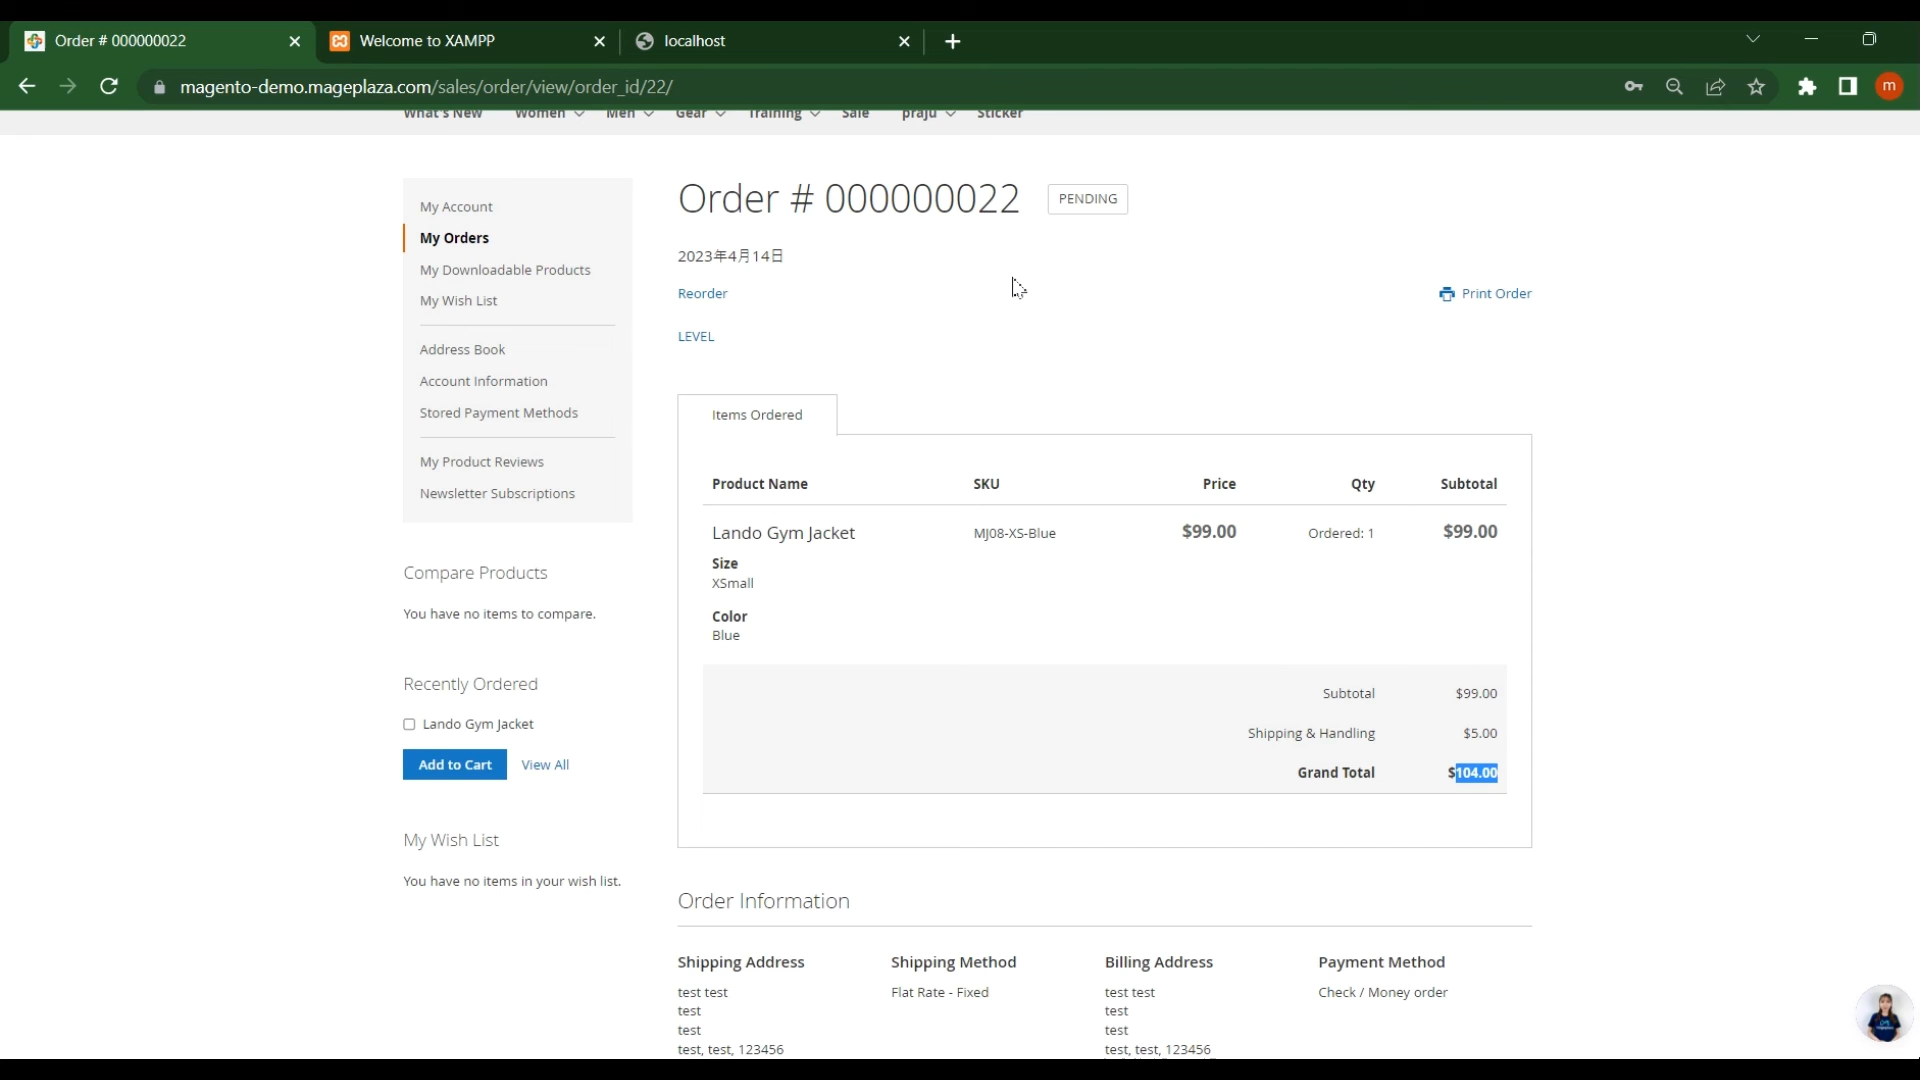 Order # 000000022
Welcome to XAMPP
localhost
magento-demo.mageplaza.com/sales/order/view/order_id/22/
m
What's New Women Men Gear Training Sale praju Sticker
My Account
My Orders
My Downloadable Products
My Wish List
Address Book
Account Information
Stored Payment Methods
My Product Reviews
Newsletter Subscriptions
Compare Products
You have no items to compare.
Recently Ordered
Lando Gym Jacket
Add to Cart View All
My Wish List
You have no items in your wish list.
Order # 000000022 PENDING
2023年4月14日
Reorder
Print Order
LEVEL
Items Ordered
Product Name SKU Price Qty Subtotal
Lando Gym Jacket MJ08-XS-Blue $99.00 Ordered: 1 $99.00
Size
XSmall
Color
Blue
Subtotal $99.00
Shipping & Handling $5.00
Grand Total $104.00
Order Information
Shipping Address
test test
test
test
test, test, 123456
Shipping Method
Flat Rate - Fixed
Billing Address
test test
test
test
test, test, 123456
Payment Method
Check / Money order